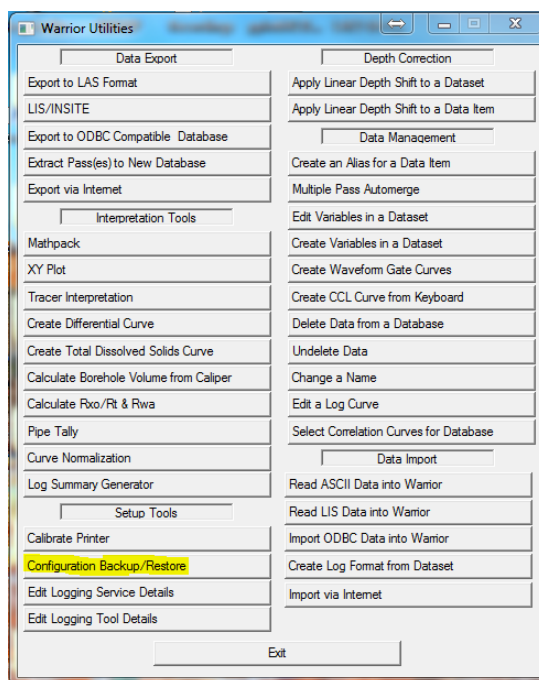 Warrior Utilities
Data Export
Export to LAS Format
LIS/INSITE
Export to ODBC Compatible Database
Extract Pass(es) to New Database
Export via Internet
Interpretation Tools
Mathpack
XY Plot
Tracer Interpretation
Create Differential Curve
Create Total Dissolved Solids Curve
Calculate Borehole Volume from Caliper
Calculate Rxo/Rt & Rwa
Pipe Tally
Curve Normalization
Log Summary Generator
Setup Tools
Calibrate Printer
Configuration Backup/Restore
Edit Logging Service Details
Edit Logging Tool Details
Depth Correction
Apply Linear Depth Shift to a Dataset
Apply Linear Depth Shift to a Data Item
Data Management
Create an Alias for a Data Item
Multiple Pass Automerge
Edit Variables in a Dataset
Create Variables in a Dataset
Create Waveform Gate Curves
Create CCL Curve from Keyboard
Delete Data from a Database
Undelete Data
Change a Name
Edit a Log Curve
Select Correlation Curves for Database
Data Import
Read ASCII Data into Warrior
Read LIS Data into Warrior
Import ODBC Data into Warrior
Create Log Format from Dataset
Import via Internet
Exit